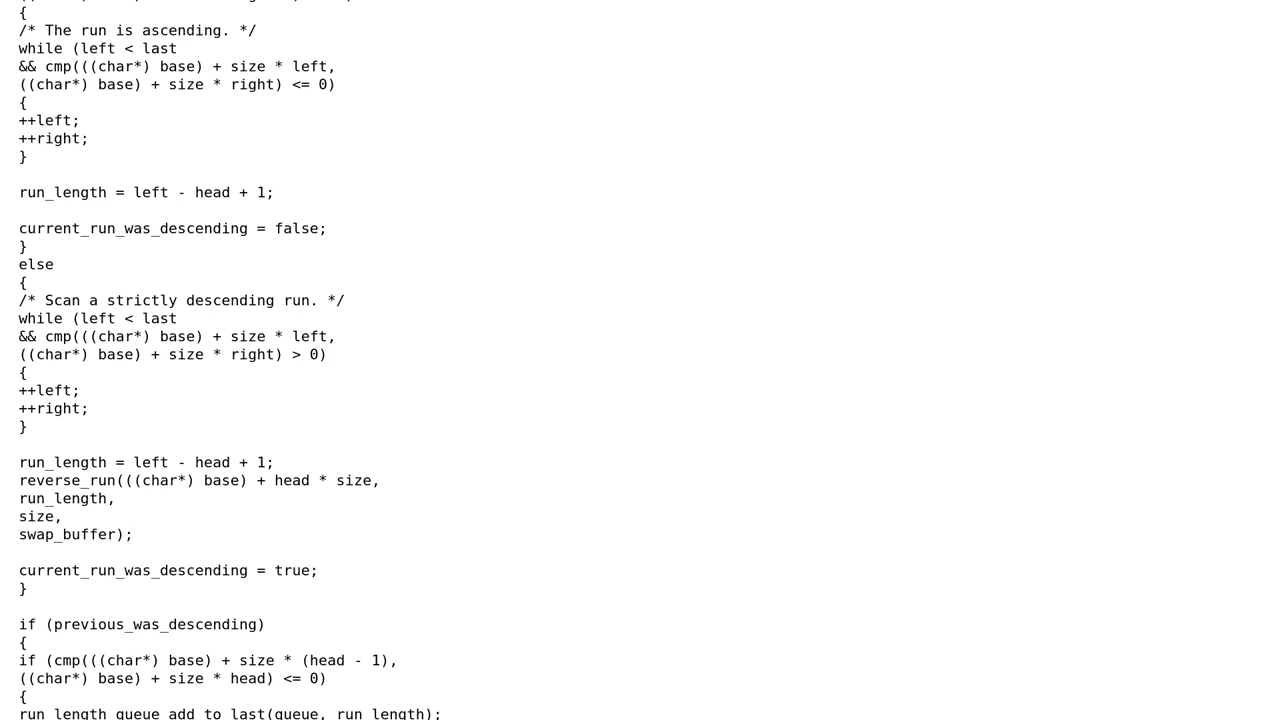 {
/* The run is ascending. */
while (left < last
&& cmp(((char*) base) + size * left,
((char*) base) + size * right) <= 0)
{
++left;
++right;
}
run_length = left - head + 1;
current_run_was_descending = false;
}
else
{
/* Scan a strictly descending run. */
while (left < last
&& cmp(((char*) base) + size * left,
((char*) base) + size * right) > 0)
{
++left;
++right;
}
run_length = left - head + 1;
reverse_run(((char*) base) + head * size,
run_length,
size,
swap_buffer);
current_run_was_descending = true;
}
if (previous_was_descending)
{
if (cmp(((char*) base) + size * (head - 1),
((char*) base) + size * head) <= 0)
{
run_length_queue_add_to_last(queue, run_length);